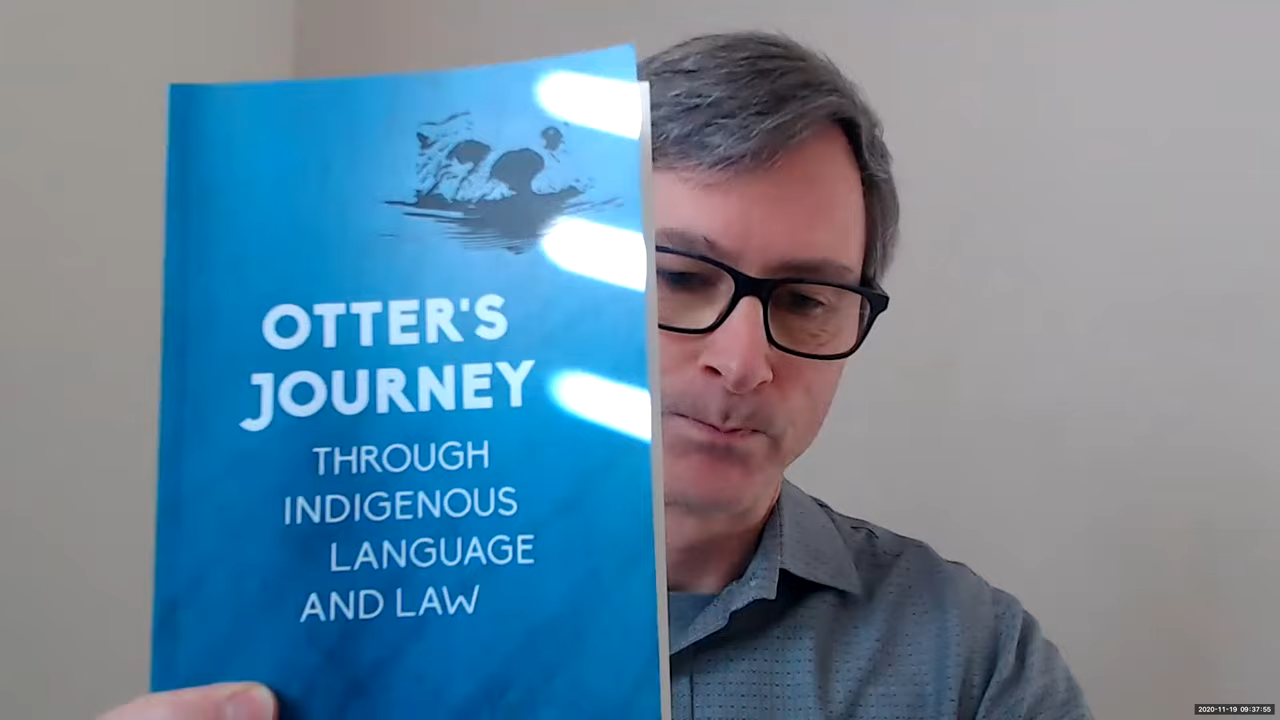 OTTER'S
JOURNEY
THROUGH
INDIGENOUS
LANGUAGE
AND LAW
2020-11-19 09:37:55